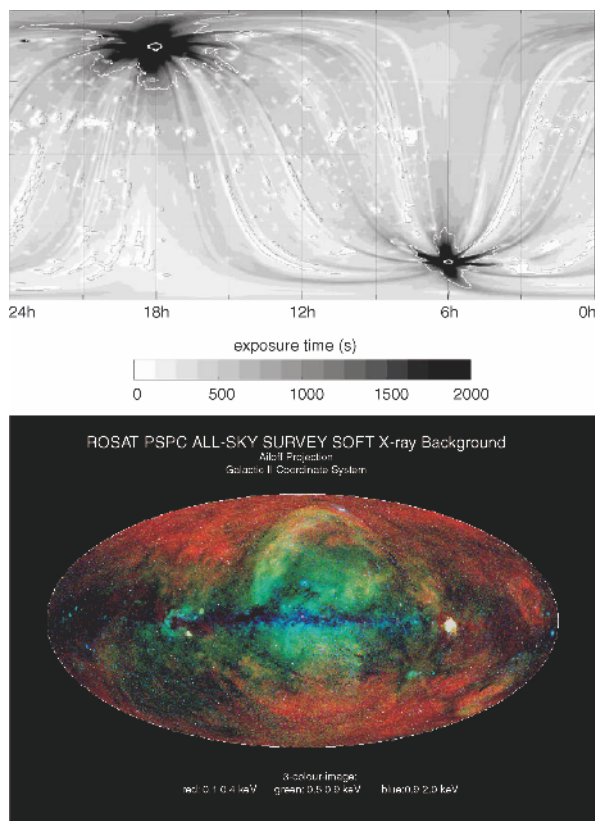 24h 18h 12h 6h 0h
exposure time (s)
0 500 1000 1500 2000
ROSAT PSPC ALL-SKY SURVEY SOFT X-ray Background
Aitoff Projection
Galactic II Coordinate System
3-colour-image:
red: 0.1-0.4 keV green: 0.5-0.9 keV blue:0.9-2.0 keV